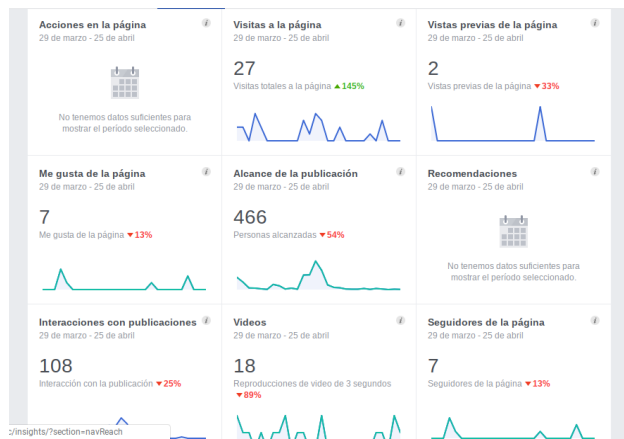 Acciones en la página
29 de marzo - 25 de abril
No tenemos datos suficientes para
mostrar el período seleccionado.
Visitas a la página
29 de marzo - 25 de abril
27
Visitas totales a la página ▲145%
Vistas previas de la página
29 de marzo - 25 de abril
2
Vistas previas de la página ▼33%
Me gusta de la página
29 de marzo - 25 de abril
7
Me gusta de la página ▼13%
Alcance de la publicación
29 de marzo - 25 de abril
466
Personas alcanzadas ▼54%
Recomendaciones
29 de marzo - 25 de abril
No tenemos datos suficientes para
mostrar el período seleccionado.
Interacciones con publicaciones
29 de marzo - 25 de abril
108
Interacción con la publicación ▼25%
Videos
29 de marzo - 25 de abril
18
Reproducciones de video de 3 segundos
▼89%
Seguidores de la página
29 de marzo - 25 de abril
7
Seguidores de la página ▼13%
/insights/?section=navReach